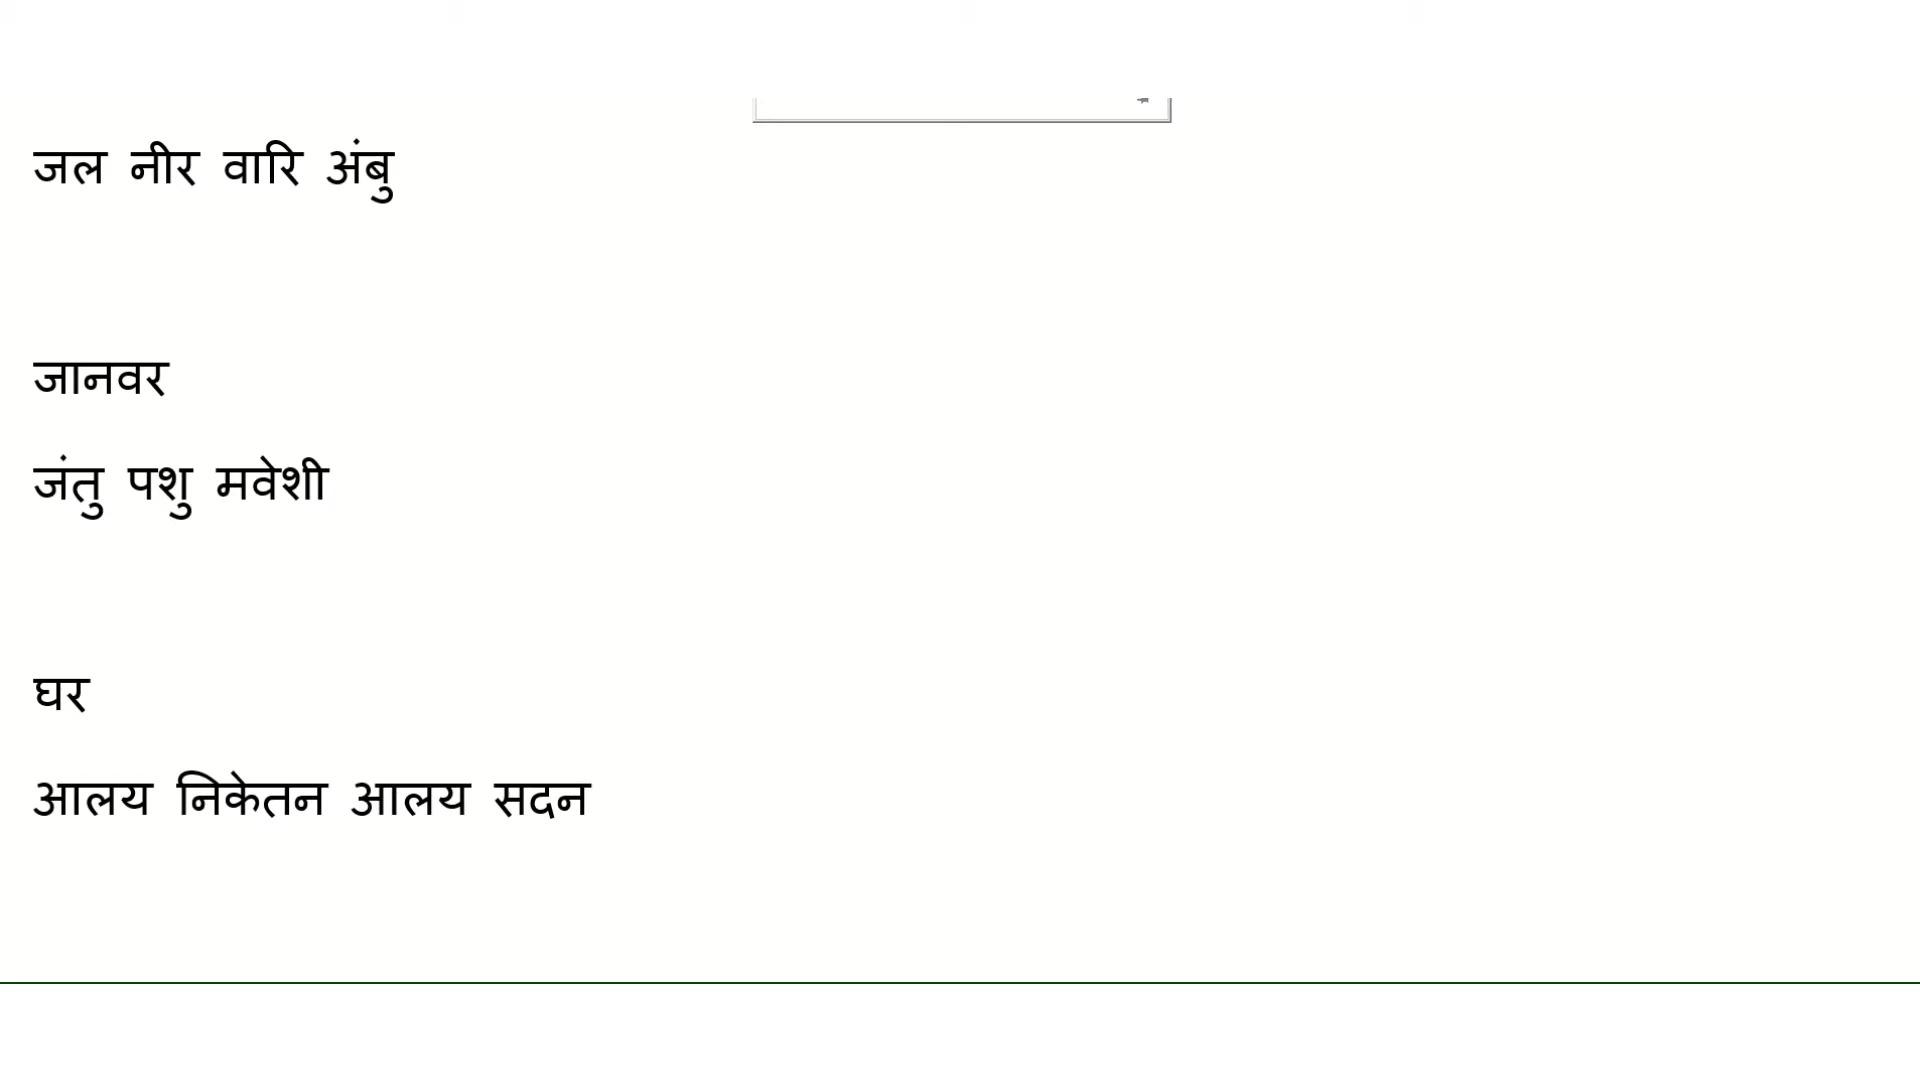 जल नीर वारि अंबु
जानवर
जंतु पशु मवेशी
घर
आलय निकेतन आलय सदन